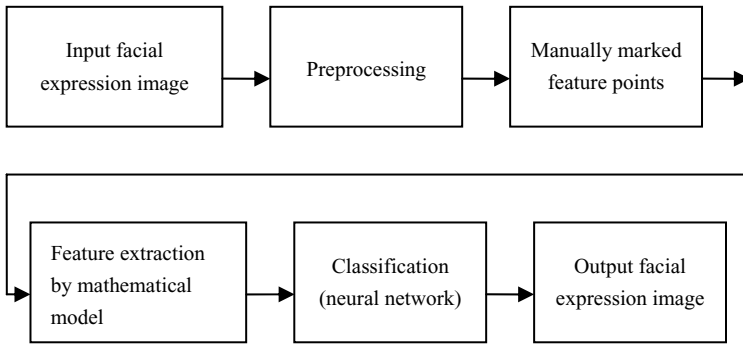 Input facial
expression image
Preprocessing
Manually marked
feature points
Feature extraction
by mathematical
model
Classification
(neural network)
Output facial
expression image